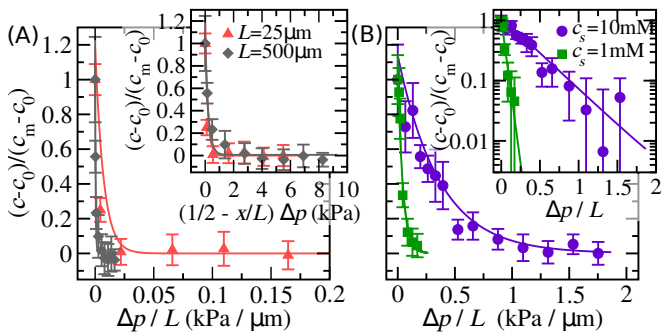 (A)
(c-c0)/(cm-c0)
1.2
1
0.8
0.6
0.4
0.2
0
0
0.05
0.1
0.15
0.2
Δp / L (kPa / μm)
(c-c0)/(cm-c0)
1.2
1.0
0.8
0.6
0.4
0.2
0
0
2
4
6
8
10
(1/2 - x/L) Δp (kPa)
L=25μm
L=500μm
(B)
0
0.5
1
1.5
2
Δp / L (kPa / μm)
(c-c0)/(cm-c0)
1
0.1
0.01
0
0.5
1
1.5
2
Δp / L
cs=10mM
cs=1mM